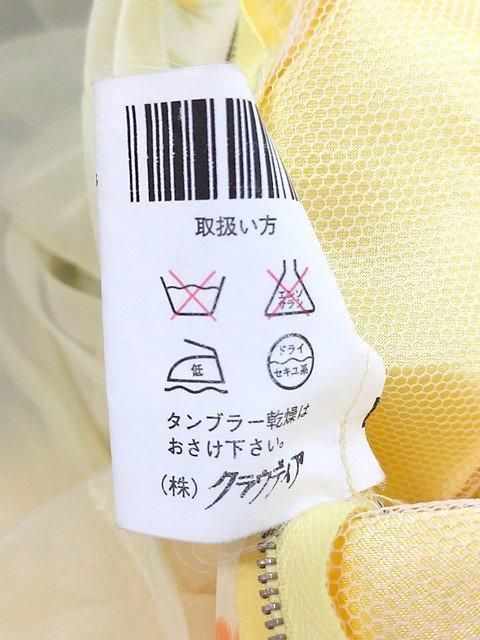 取扱い方
エンソ
サラシ
低
ドライ
セキユ系
タンブラー乾燥は
おさけ下さい。
(株) クラウディア